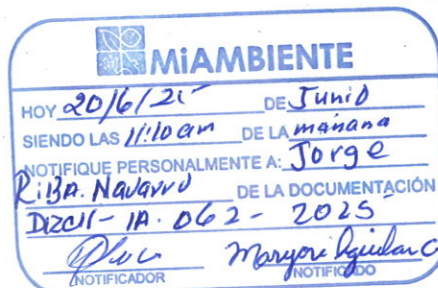 MiAMBIENTE
HOY 20/6/25 DE Junio
SIENDO LAS 11:10 am DE LA mañana
NOTIFIQUE PERSONALMENTE A: Jorge
RiBA. Navarro DE LA DOCUMENTACIÓN
IA. 062- 2025
Maryori Aguilar C
NOTIFICADOR NOTIFICADO